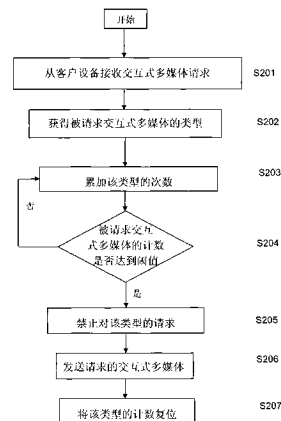 开始
从客户设备接收交互式多媒体请求
S201
获得被请求交互式多媒体的类型
S202
累加该类型的次数
S203
否
被请求交互
式多媒体的计数
是否达到阈值
S204
是
禁止对该类型的请求
S205
发送请求的交互式多媒体
S206
将该类型的计数复位
S207